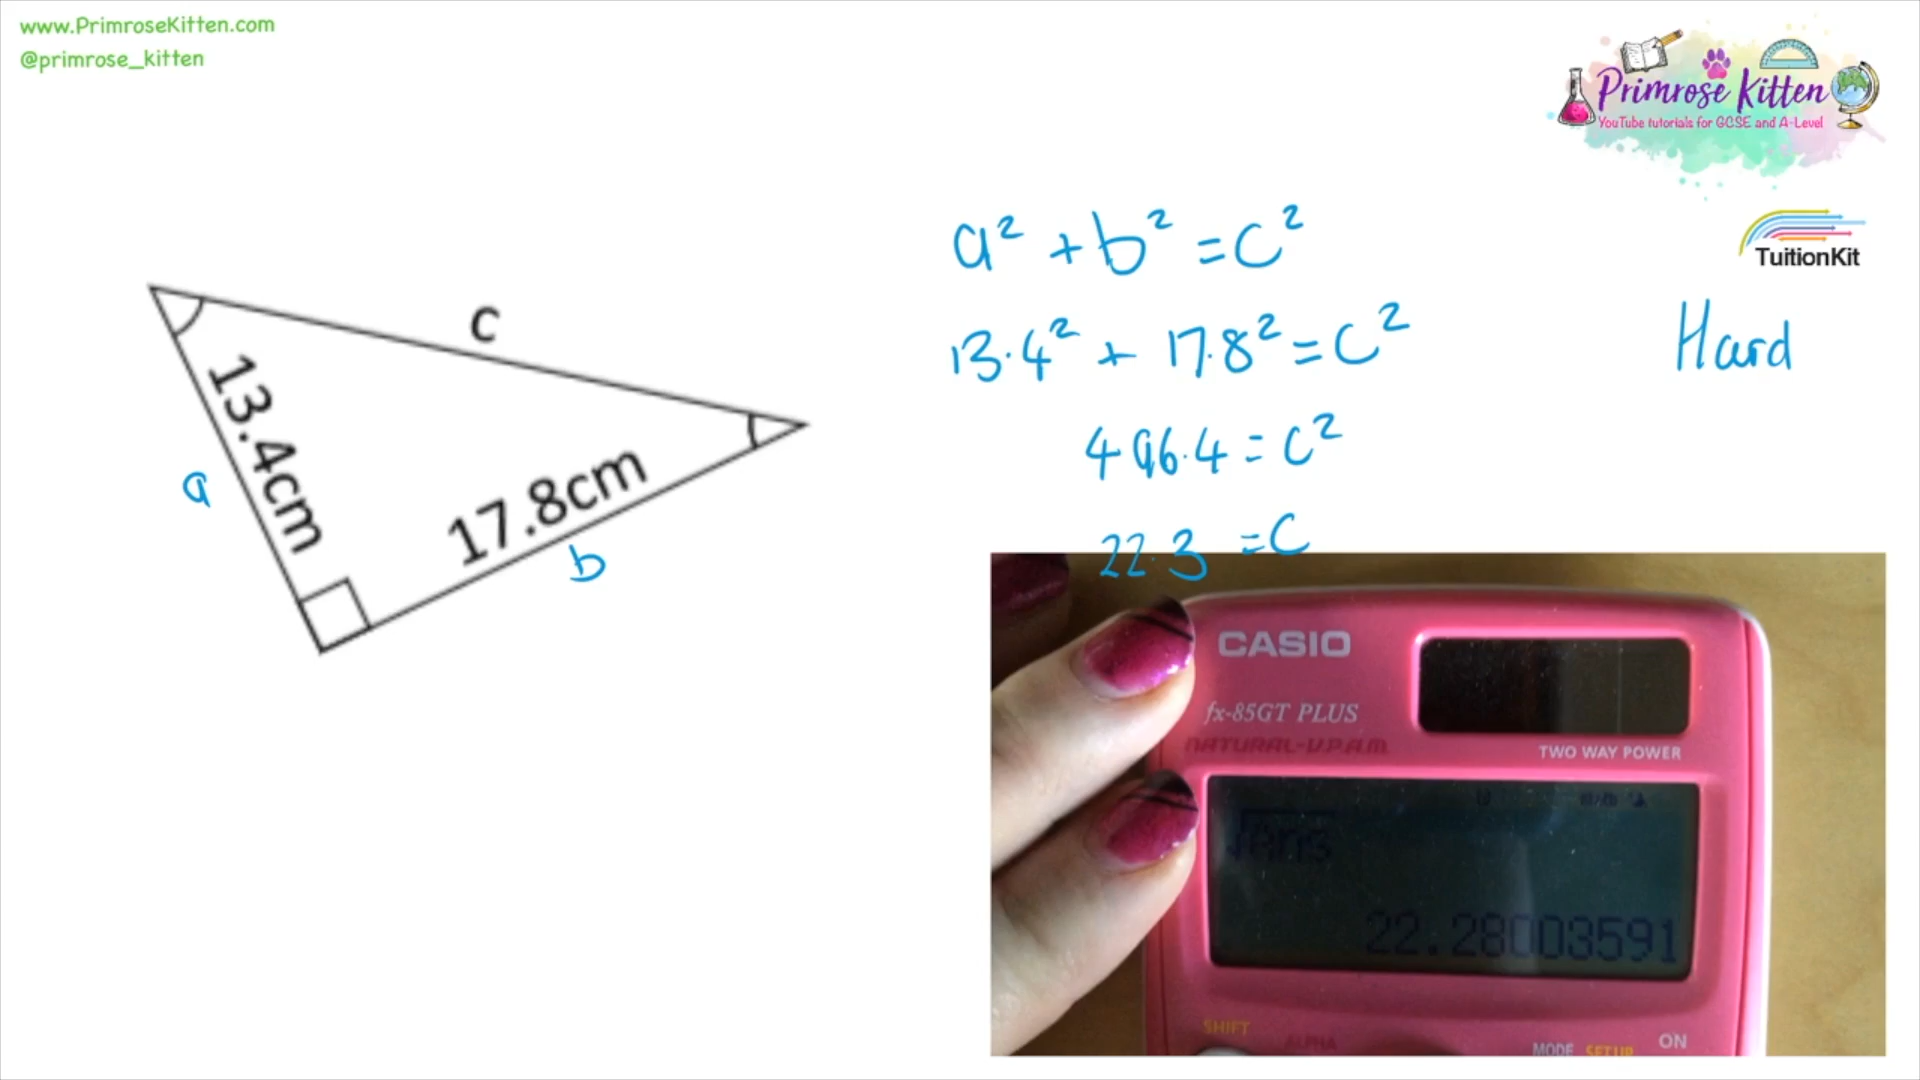 www.PrimroseKitten.com
@primrose_kitten
Primrose Kitten
YouTube tutorials for GCSE and A-Level
TuitionKit
Hard
a² + b² = c²
13.4² + 17.8² = c²
496.4 = c²
22.3 = c
c
13.4cm
a
17.8cm
b
CASIO
fx-85GT PLUS
NATURAL-V.P.A.M.
TWO WAY POWER
√Ans
22.28003591
SHIFT
ALPHA
MODE SETUP ON